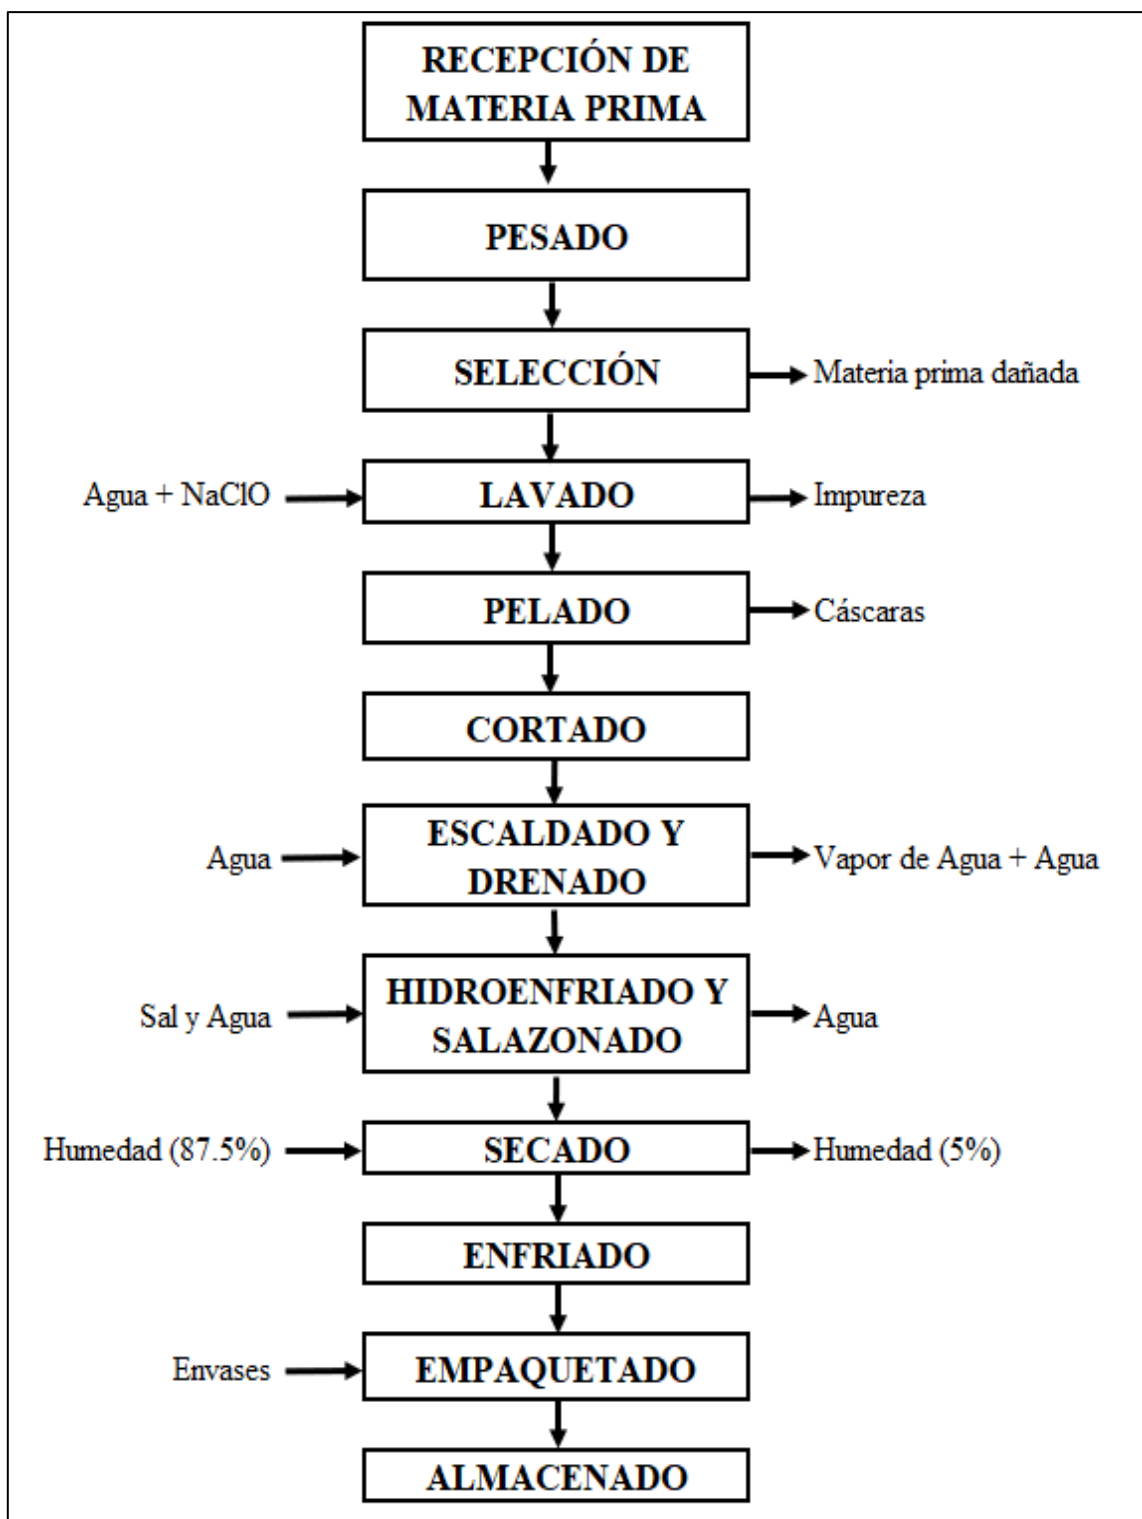 RECEPCIÓN DE
MATERIA PRIMA
PESADO
SELECCIÓN
Materia prima dañada
Agua + NaClO
LAVADO
Impureza
PELADO
Cáscaras
CORTADO
Agua
ESCALDADO Y
DRENADO
Vapor de Agua + Agua
Sal y Agua
HIDROENFRIADO Y
SALAZONADO
Agua
Humedad (87.5%)
SECADO
Humedad (5%)
ENFRIADO
Envases
EMPAQUETADO
ALMACENADO